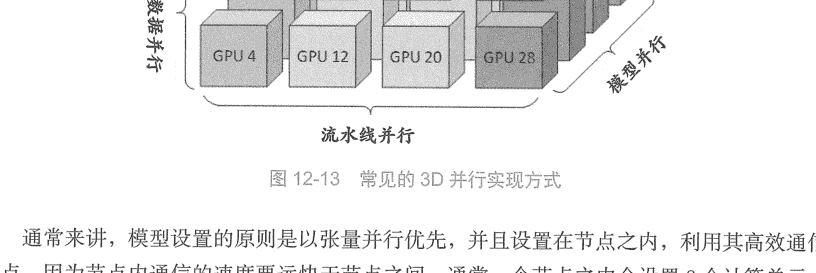 数据并行
GPU 4
GPU 12
GPU 20
GPU 28
模型并行
流水线并行
图 12-13 常见的 3D 并行实现方式
通常来讲，模型设置的原则是以张量并行优先，并且设置在节点之内，利用其高效通信
点，因为节点内通信的速度要远快于节点之间。通常一个节点之内会设置 8 个计算单元